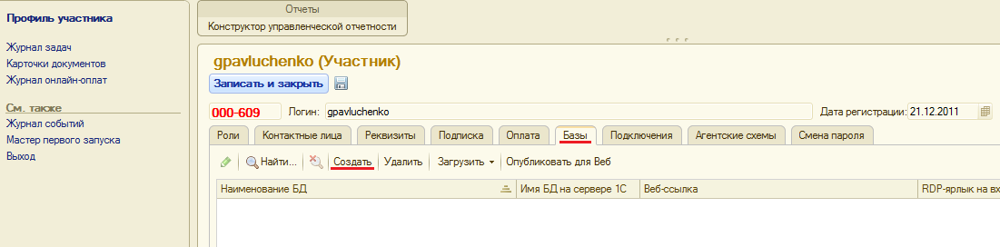 Профиль участника
Журнал задач
Карточки документов
Журнал онлайн-оплат
См. также
Журнал событий
Мастер первого запуска
Выход
Отчеты
Конструктор управленческой отчетности
gpavluchenko (Участник)
Записать и закрыть
000-609 Логин: gpavluchenko Дата регистрации: 21.12.2011
Роли Контактные лица Реквизиты Подписка Оплата Базы Подключения Агентские схемы Смена пароля
Найти... Создать Удалить Загрузить Опубликовать для Веб
Наименование БД Имя БД на сервере 1С Веб-ссылка RDP-ярлык на вх